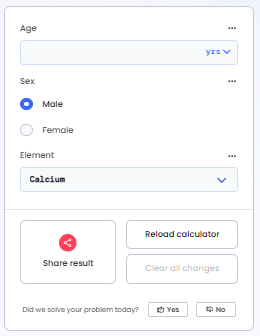 Age
yrs
Sex
Male
Female
Element
Calcium
Share result
Reload calculator
Clear all changes
Did we solve your problem today?
Yes
No